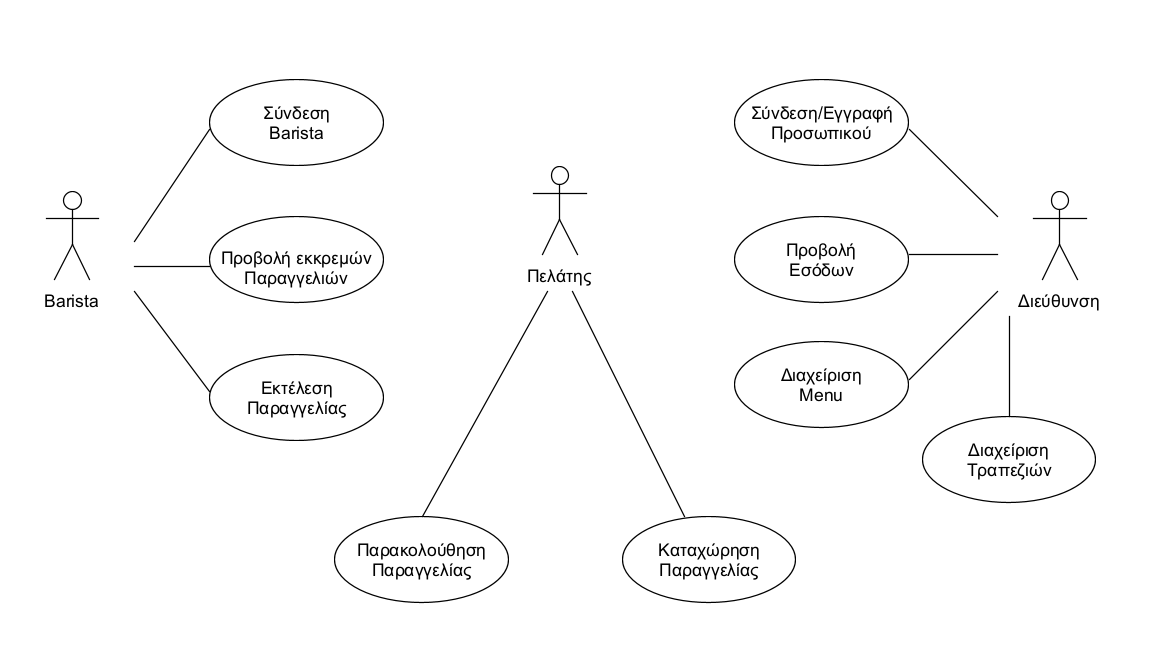 Σύνδεση
Barista
Προβολή εκκρεμών
Παραγγελιών
Barista
Εκτέλεση
Παραγγελίας
Πελάτης
Παρακολούθηση
Παραγγελίας
Καταχώρηση
Παραγγελίας
Σύνδεση/Εγγραφή
Προσωπικού
Προβολή
Εσόδων
Διεύθυνση
Διαχείριση
Menu
Διαχείριση
Τραπεζιών